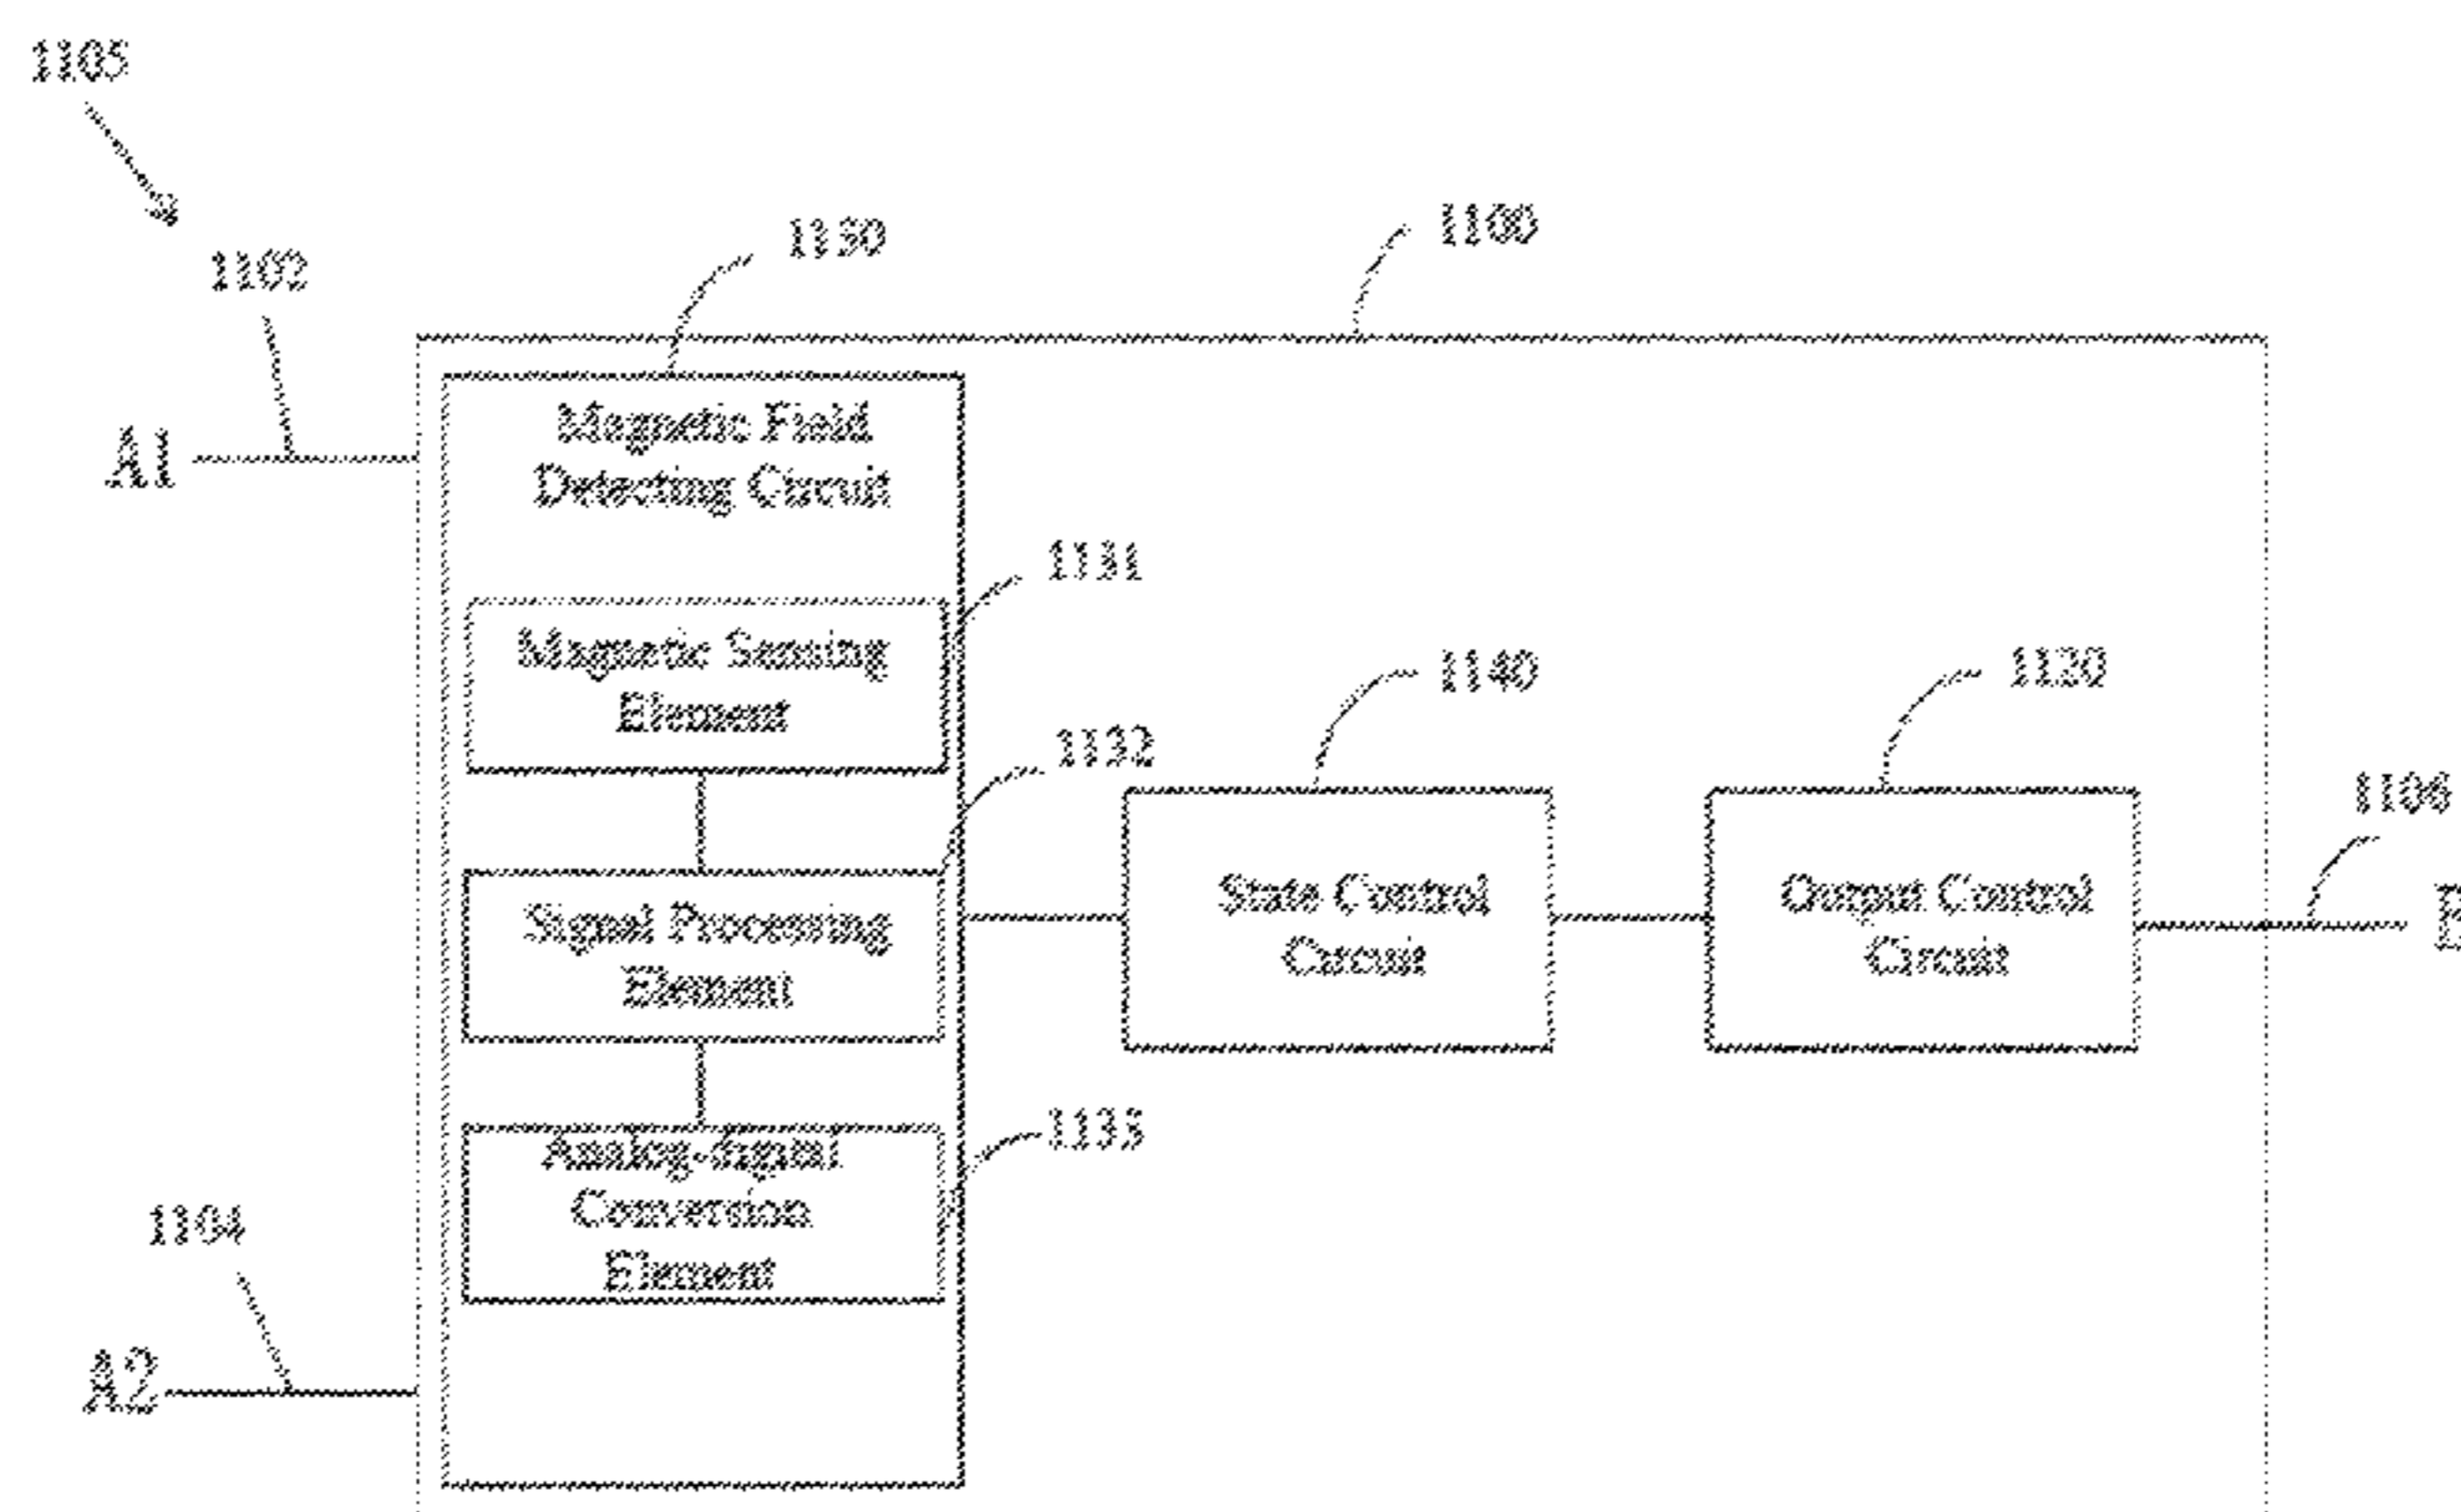 1105
1102
1130
1100
A1
Magnetic Field
Detecting Circuit
1131
Magnetic Sensing
Element
1132
1140
1120
1106
Signal Processing
Element
State Control
Circuit
Output Control
Circuit
1133
Analog-digital
Conversion
Element
1104
A2